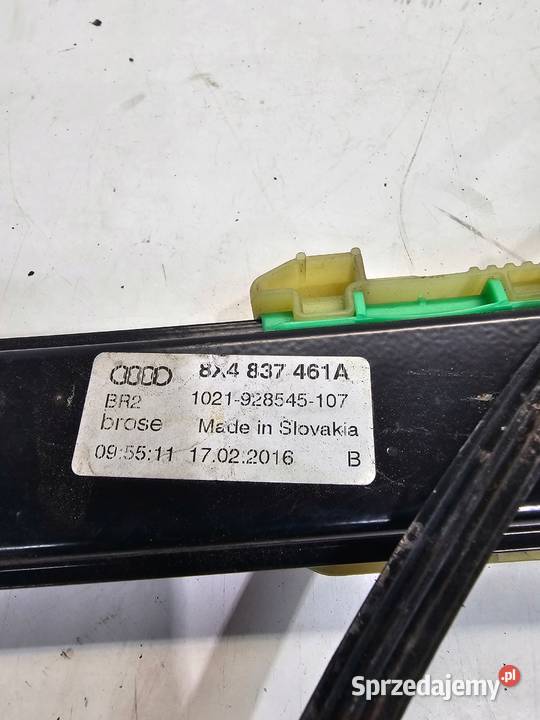 8X4 837 461A
BR2 1021-928545-107
brose Made in Slovakia
09:55:11 17.02.2016 B
Sprzedajemy.pl